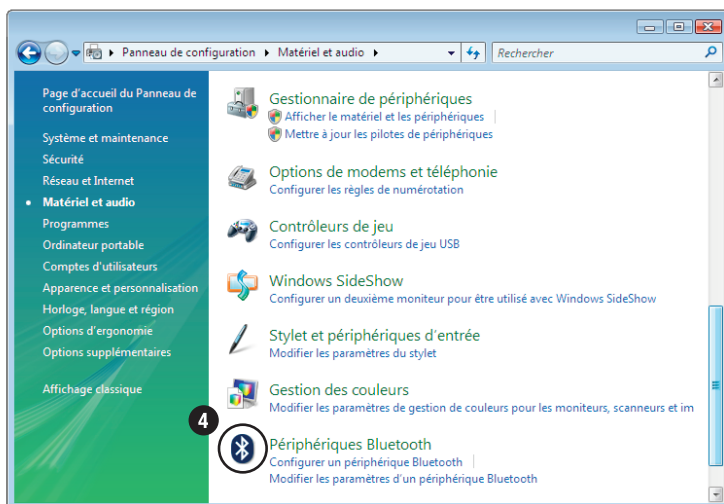 Panneau de configuration Matériel et audio Rechercher
Page d'accueil du Panneau de
configuration
Système et maintenance
Sécurité
Réseau et Internet
Matériel et audio
Programmes
Ordinateur portable
Comptes d'utilisateurs
Apparence et personnalisation
Horloge, langue et région
Options d'ergonomie
Options supplémentaires
Affichage classique
Gestionnaire de périphériques
Afficher le matériel et les périphériques
Mettre à jour les pilotes de périphériques
Options de modems et téléphonie
Configurer les règles de numérotation
Contrôleurs de jeu
Configurer les contrôleurs de jeu USB
Windows SideShow
Configurer un deuxième moniteur pour être utilisé avec Windows SideShow
Stylet et périphériques d'entrée
Modifier les paramètres du stylet
Gestion des couleurs
Modifier les paramètres de gestion de couleurs pour les moniteurs, scanneurs et im
4
Périphériques Bluetooth
Configurer un périphérique Bluetooth
Modifier les paramètres d'un périphérique Bluetooth